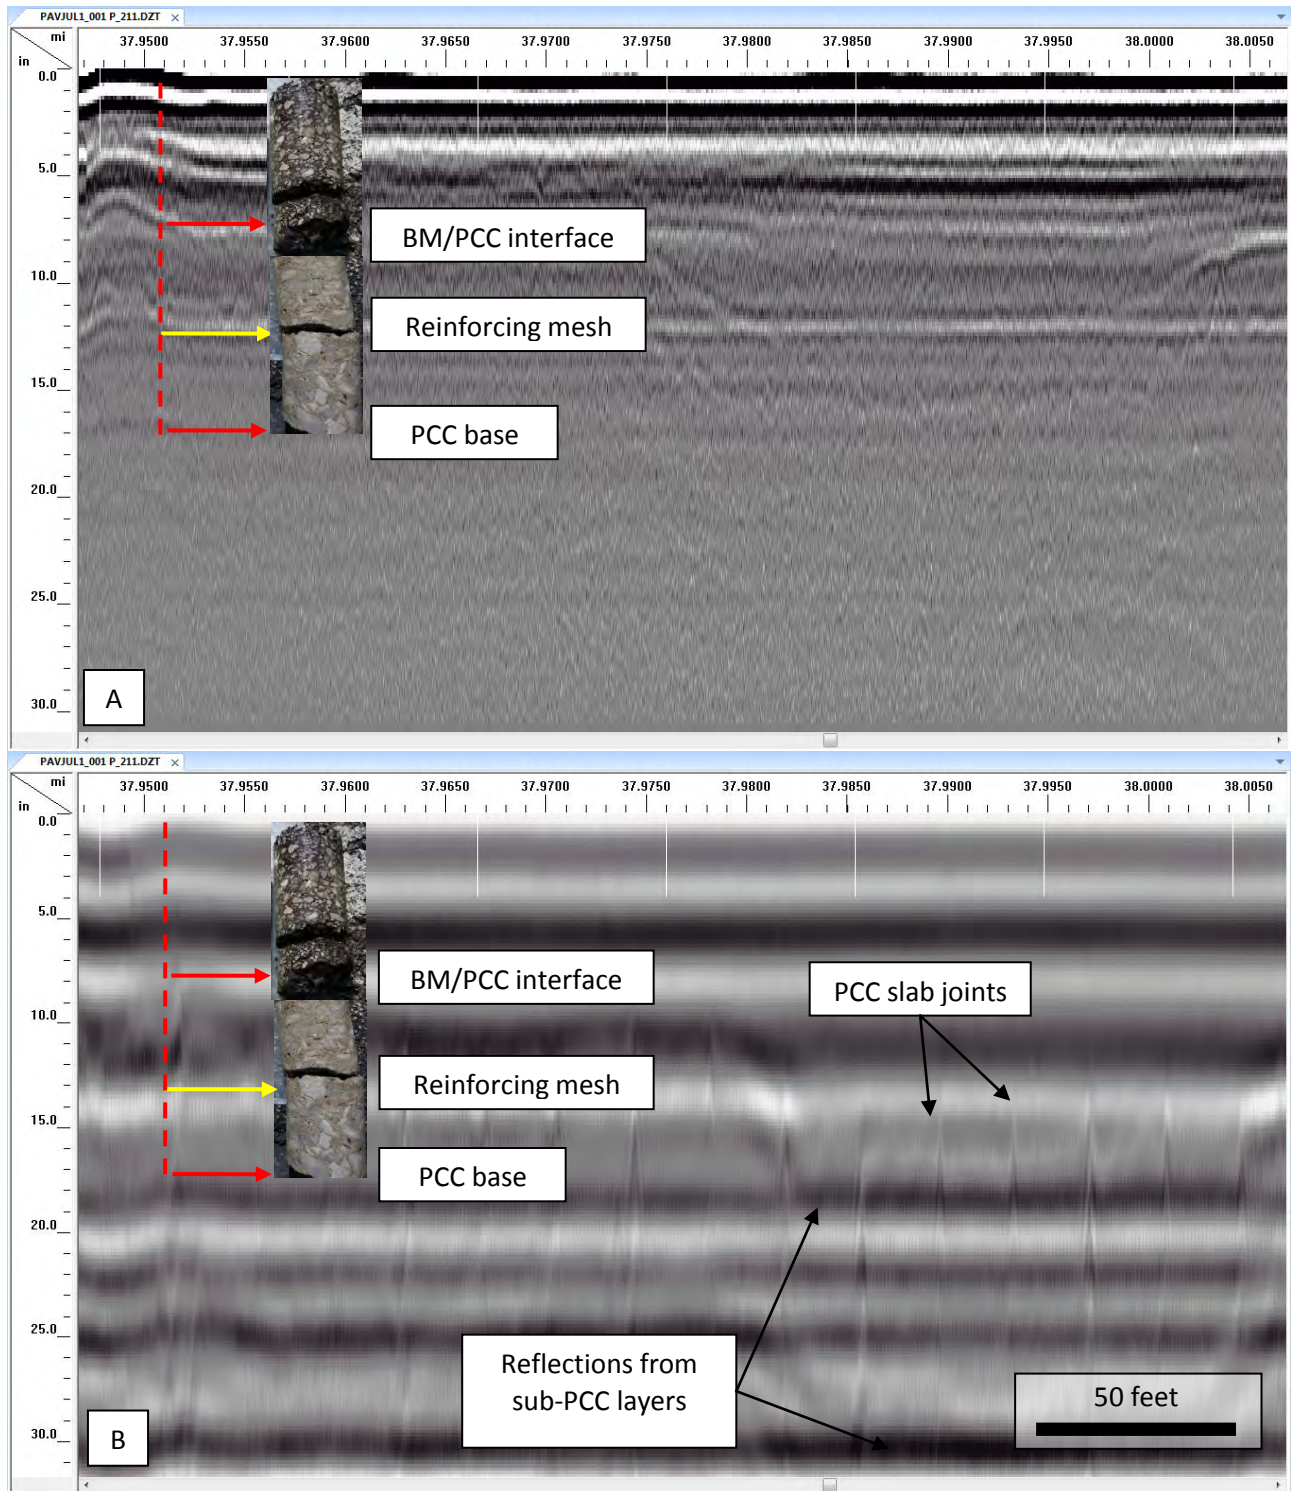 PAVJUL1_001 P_211.DZT ×
mi
in
37.9500 37.9550 37.9600 37.9650 37.9700 37.9750 37.9800 37.9850 37.9900 37.9950 38.0000 38.0050
0.0
5.0
BM/PCC interface
10.0
Reinforcing mesh
15.0
PCC base
20.0
25.0
A
30.0
PAVJUL1_001 P_211.DZT ×
mi
in
37.9500 37.9550 37.9600 37.9650 37.9700 37.9750 37.9800 37.9850 37.9900 37.9950 38.0000 38.0050
0.0
5.0
BM/PCC interface
PCC slab joints
10.0
Reinforcing mesh
15.0
PCC base
20.0
25.0
Reflections from
sub-PCC layers
50 feet
B
30.0